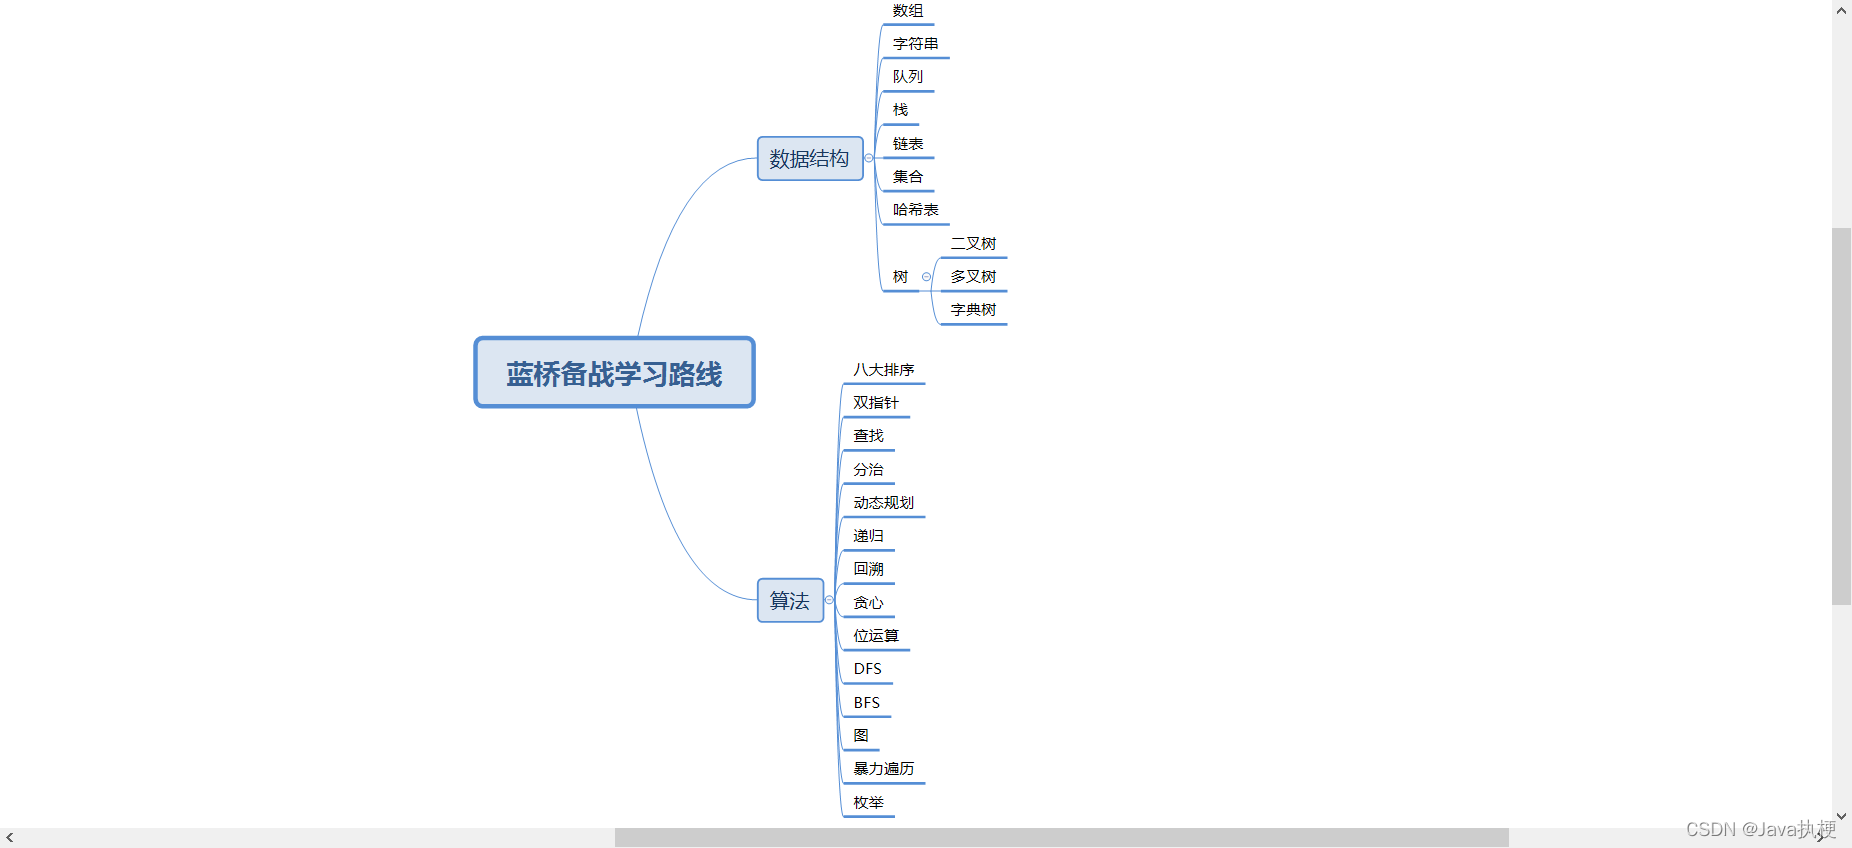 数组
字符串
队列
栈
链表
数据结构
集合
哈希表
二叉树
树
多叉树
字典树
蓝桥备战学习路线
八大排序
双指针
查找
分治
动态规划
递归
回溯
算法
贪心
位运算
DFS
BFS
图
暴力遍历
枚举
CSDN @Java执梗